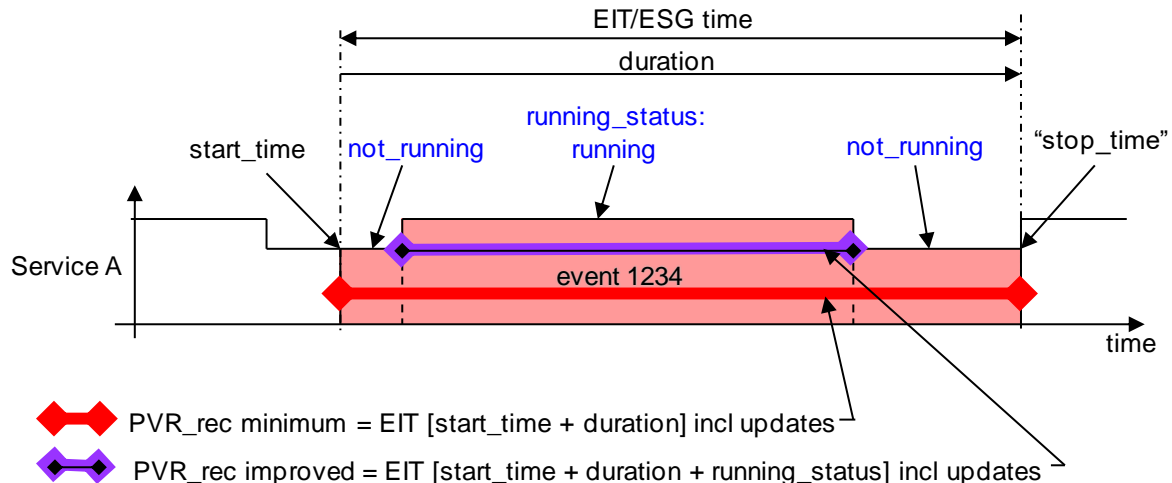 EIT/ESG time
duration
running_status:
start_time not_running running not_running “stop_time”
Service A
event 1234
time
PVR_rec minimum = EIT [start_time + duration] incl updates
PVR_rec improved = EIT [start_time + duration + running_status] incl updates